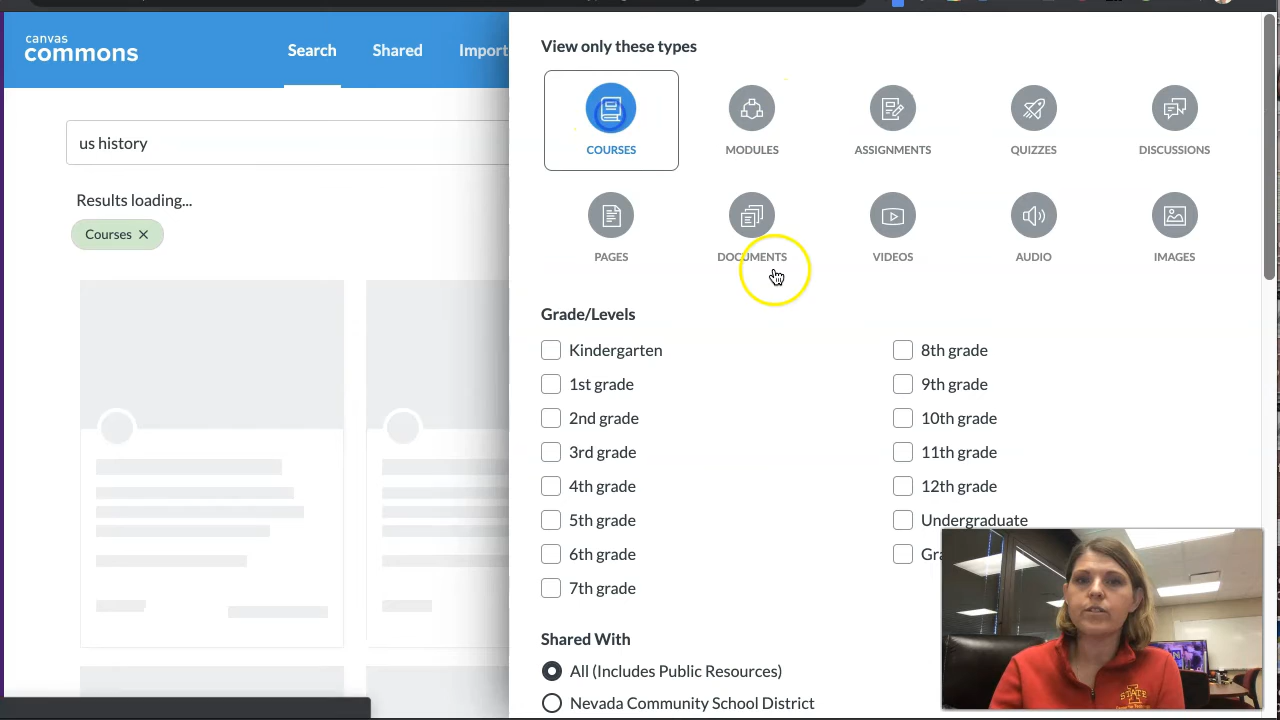 canvas
commons
Search Shared Import
us history
Results loading...
Courses
View only these types
COURSES MODULES ASSIGNMENTS QUIZZES DISCUSSIONS
PAGES DOCUMENTS VIDEOS AUDIO IMAGES
Grade/Levels
Kindergarten 8th grade
1st grade 9th grade
2nd grade 10th grade
3rd grade 11th grade
4th grade 12th grade
5th grade Undergraduate
6th grade Gra
7th grade
Shared With
All (Includes Public Resources)
Nevada Community School District
STATE